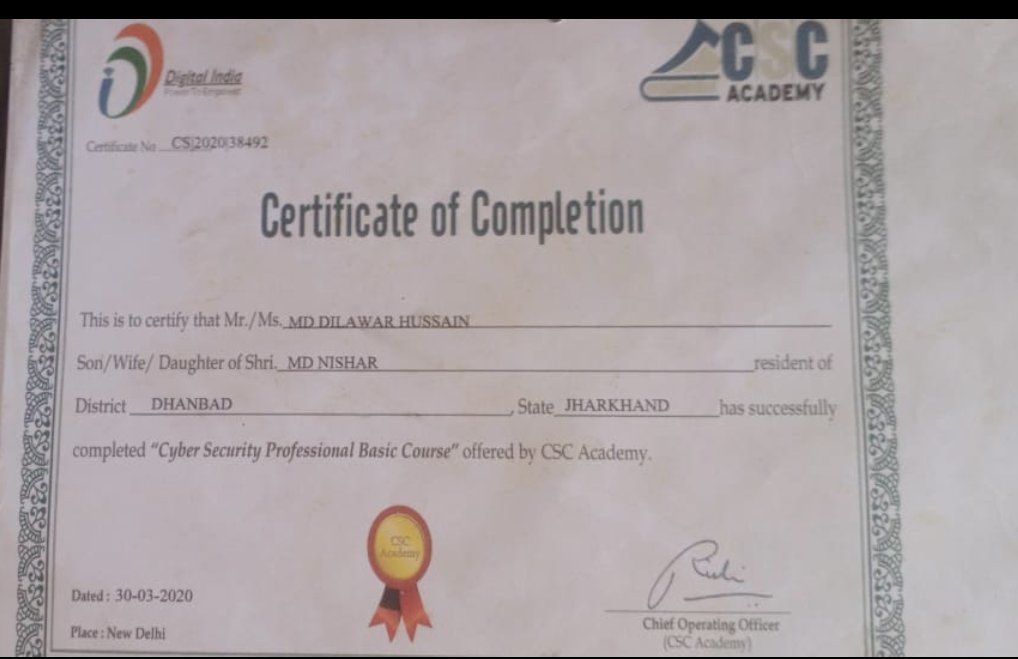 Digital India
Power To Empower
CSC
ACADEMY
Certificate No CS|2020|38492
Certificate of Completion
This is to certify that Mr./Ms. MD DILAWAR HUSSAIN
Son/Wife/ Daughter of Shri. MD NISHAR resident of
District DHANBAD, State JHARKHAND has successfully
completed "Cyber Security Professional Basic Course" offered by CSC Academy.
CSC
Academy
Dated : 30-03-2020
Place : New Delhi
Chief Operating Officer
(CSC Academy)